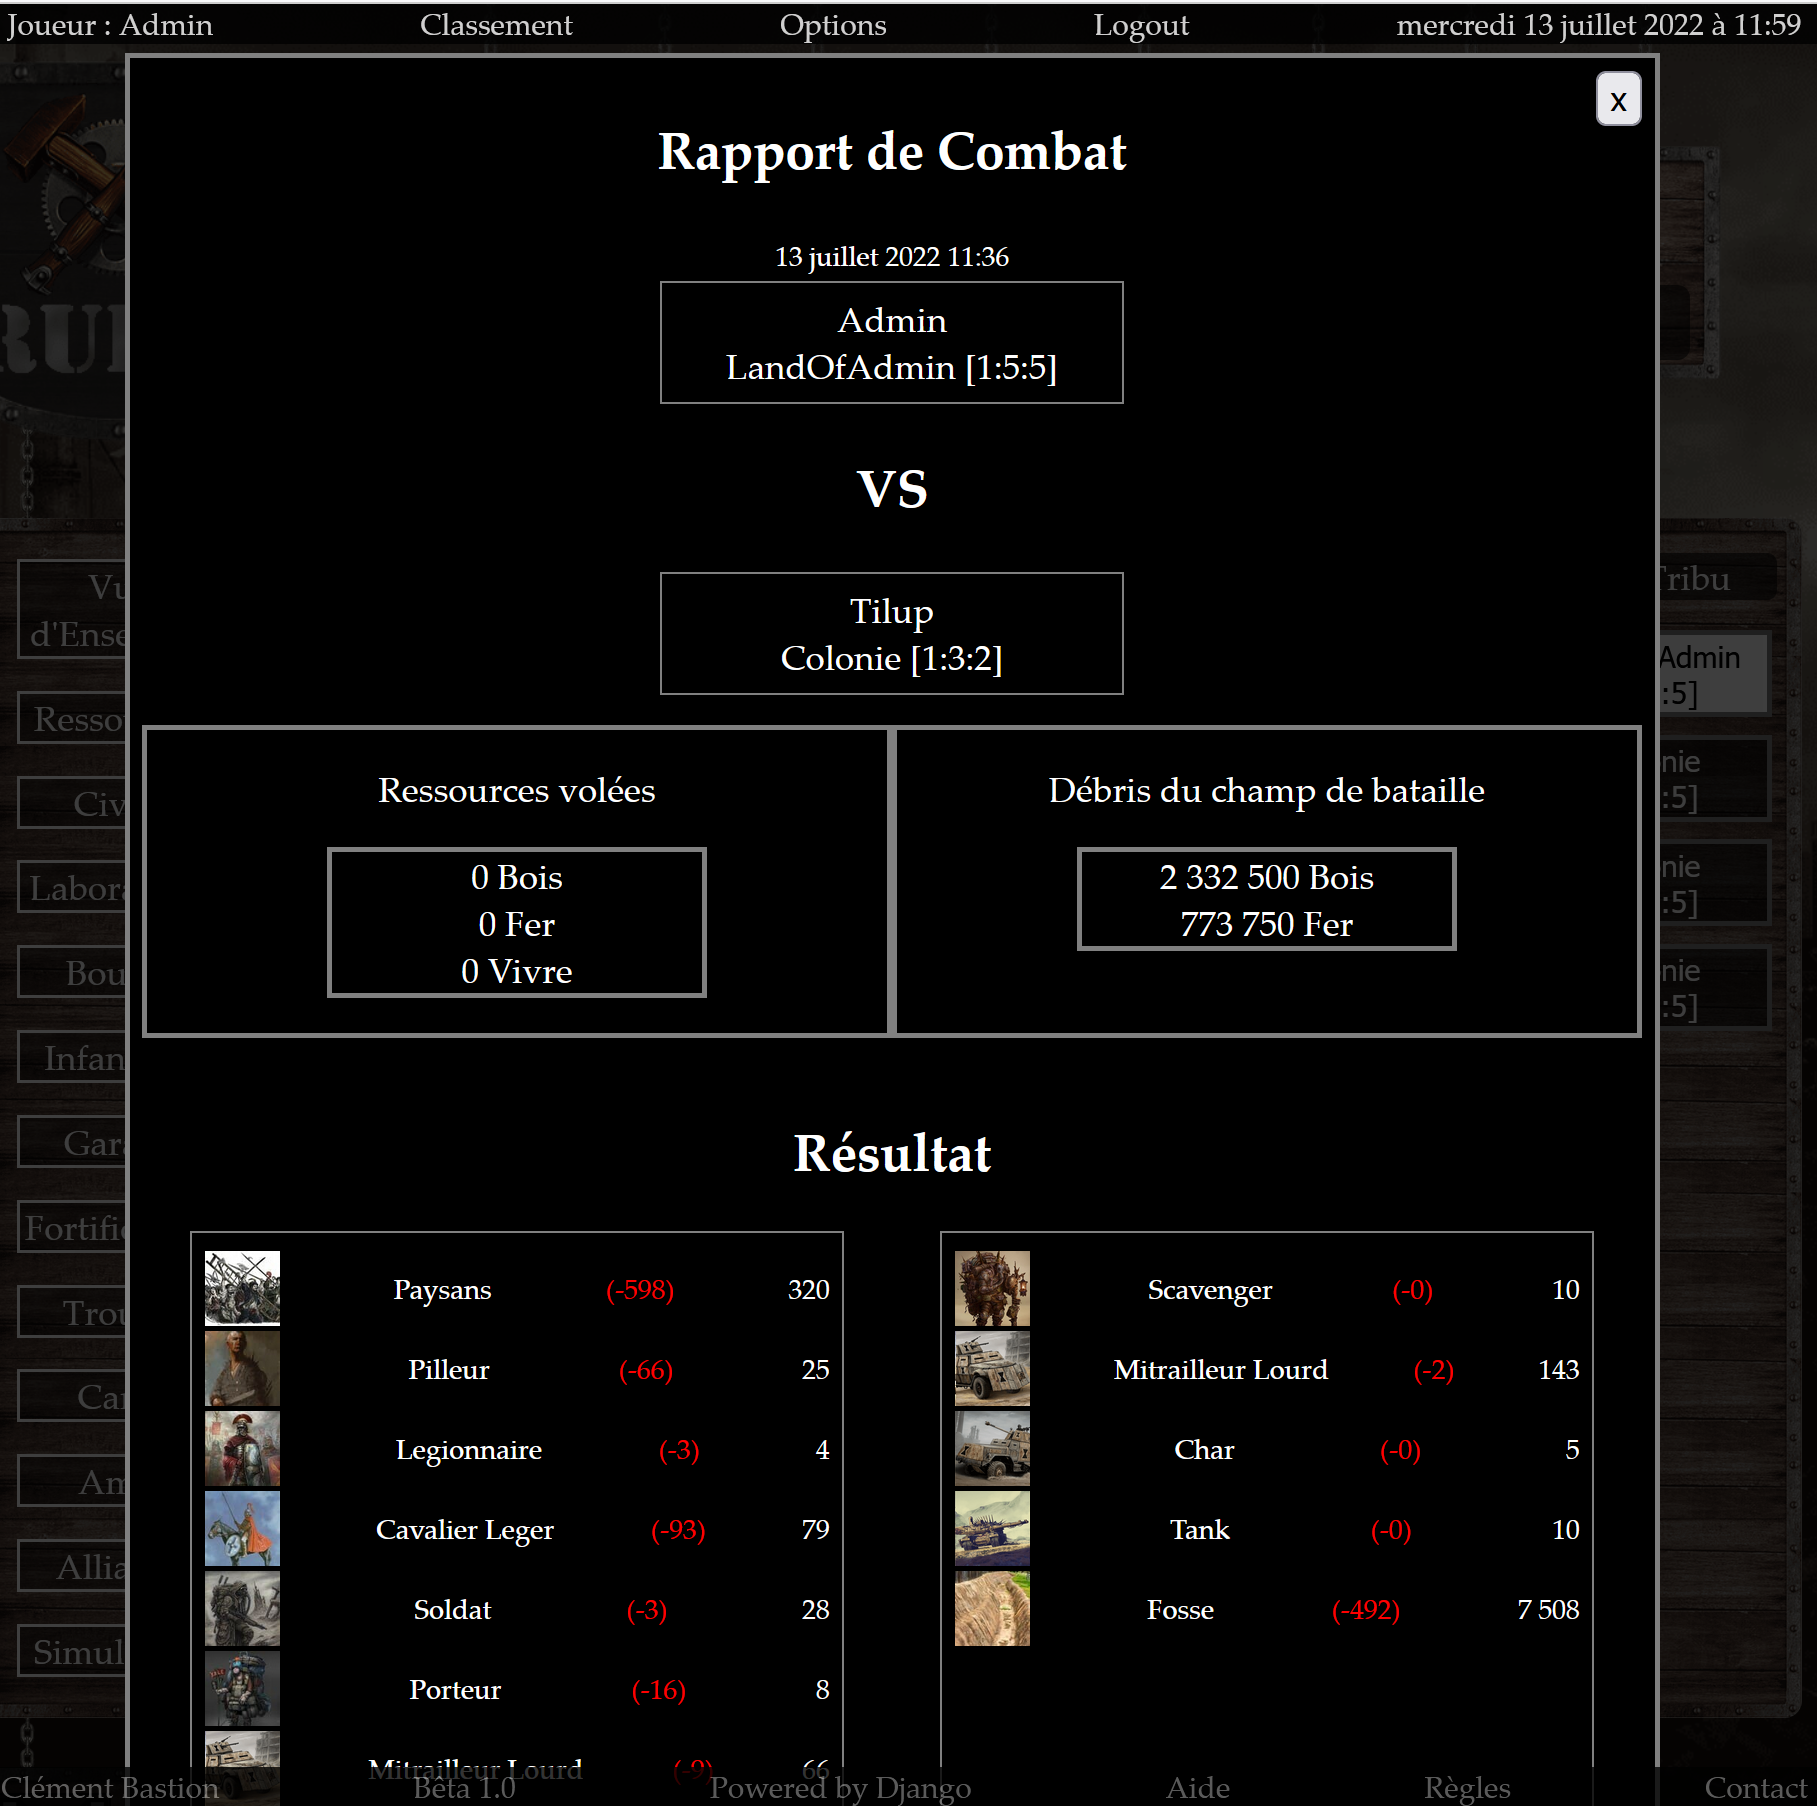 Joueur : Admin Classement Options Logout mercredi 13 juillet 2022 à 11:59
x
Rapport de Combat
13 juillet 2022 11:36
Admin
LandOfAdmin [1:5:5]
VS
Tilup
Colonie [1:3:2]
Ressources volées
0 Bois
0 Fer
0 Vivre
Débris du champ de bataille
2 332 500 Bois
773 750 Fer
Résultat
Paysans (-598) 320
Pilleur (-66) 25
Legionnaire (-3) 4
Cavalier Leger (-93) 79
Soldat (-3) 28
Porteur (-16) 8
Mitrailleur Lourd (-9) 66
Scavenger (-0) 10
Mitrailleur Lourd (-2) 143
Char (-0) 5
Tank (-0) 10
Fosse (-492) 7 508
Vu
d'Ense
Resso
Civ
Labora
Bou
Infan
Gara
Fortifi
Trou
Ca
Am
Allia
Simul
Tribu
Admin
:5]
nie
:5]
nie
:5]
nie
:5]
Clément Bastion Bêta 1.0 Powered by Django Aide Règles Contact